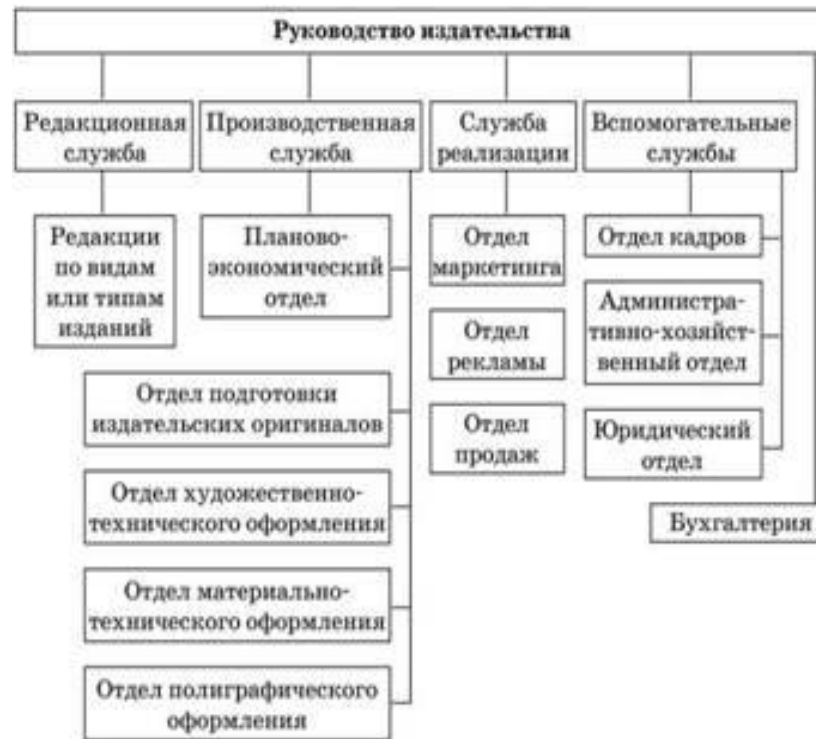 Руководство издательства
Редакционная
служба
Производственная
служба
Служба
реализации
Вспомогательные
службы
Редакции
по видам
или типам
изданий
Планово-
экономический
отдел
Отдел
маркетинга
Отдел кадров
Отдел
рекламы
Администра-
тивно-хозяйст-
венный отдел
Отдел подготовки
издательских оригиналов
Отдел
продаж
Юридический
отдел
Отдел художественно-
технического оформления
Бухгалтерия
Отдел материально-
технического оформления
Отдел полиграфического
оформления